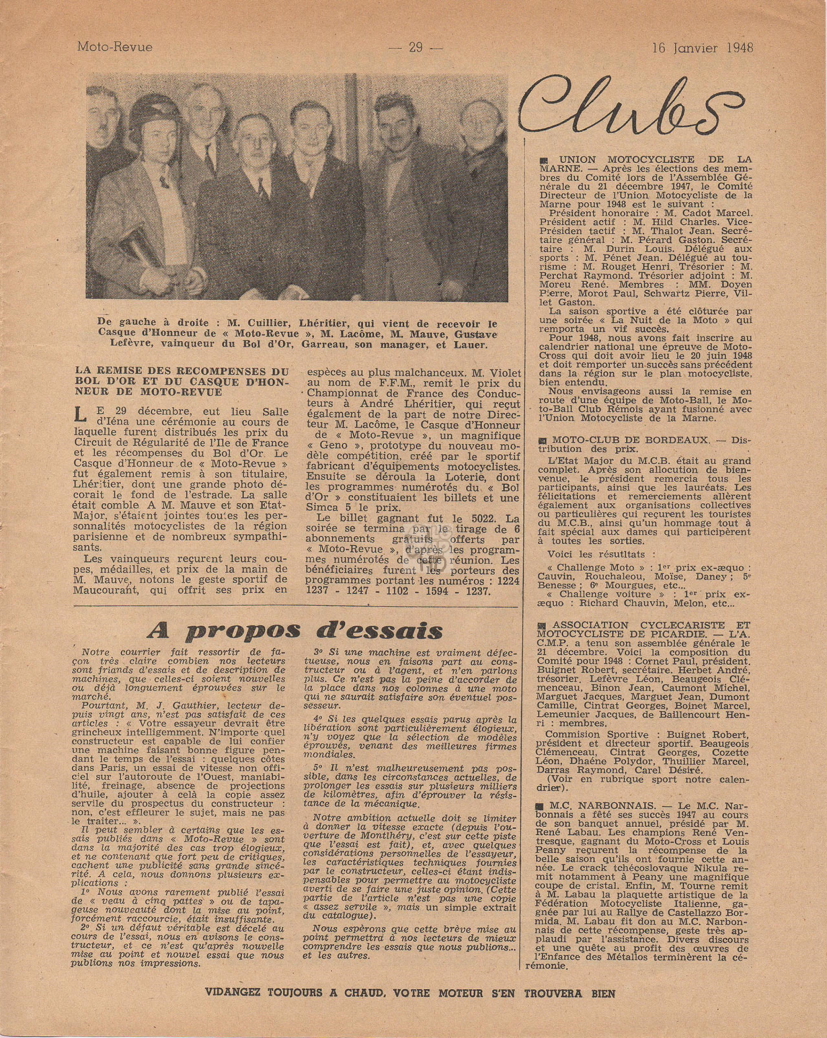 Moto-Revue
— 29 —
16 Janvier 1948
De gauche à droite : M. Cuillier, Lhéritier, qui vient de recevoir le
Casque d'Honneur de « Moto-Revue », M. Lacôme, M. Mauve, Gustave
Lefèvre, vainqueur du Bol d'Or, Garreau, son manager, et Lauer.
LA REMISE DES RECOMPENSES DU
BOL D'OR ET DU CASQUE D'HON-
NEUR DE MOTO-REVUE
LE 29 décembre, eut lieu Salle
d'Iéna une cérémonie au cours de
laquelle furent distribués les prix du
Circuit de Régularité de l'Ile de France
et les récompenses du Bol d'Or. Le
Casque d'Honneur de « Moto-Revue »
fut également remis à son titulaire,
Lhéritier, dont une grande photo dé-
corait le fond de l'estrade. La salle
était comble A M. Mauve et son Etat-
Major, s'étaient jointes toutes les per-
sonnalités motocyclistes de la région
parisienne et de nombreux sympathi-
sants.
Les vainqueurs reçurent leurs cou-
pes, médailles, et prix de la main de
M. Mauve, notons le geste sportif de
Maucourant, qui offrit ses prix en
espèces au plus malchanceux. M. Violet
au nom de F.F.M., remit le prix du
Championnat de France des Conduc-
teurs à André Lhéritier, qui reçut
également de la part de notre Direc-
teur M. Lacôme, le Casque d'Honneur
de « Moto-Revue », un magnifique
« Geno », prototype du nouveau mo-
dèle compétition, créé par le sportif
fabricant d'équipements motocyclistes.
Ensuite se déroula la Loterie, dont
les programmes numérotés du « Bol
d'Or » constituaient les billets et une
Simca 5 le prix.
Le billet gagnant fut le 5022. La
soirée se termina par le tirage de 6
abonnements gratuits offerts par
« Moto-Revue », d'après les program-
mes numérotés de cette réunion. Les
bénéficiaires furent les porteurs des
programmes portant les numéros : 1224
1237 - 1247 - 1102 - 1594 - 1237.
A propos d'essais
Notre courrier fait ressortir de fa-
çon très claire combien nos lecteurs
sont friands d'essais et de description de
machines, que celles-ci soient nouvelles
ou déjà longuement éprouvées sur le
marché.
Pourtant, M. J. Gauthier, lecteur de-
puis vingt ans, n'est pas satisfait de ces
articles : « Votre essayeur devrait être
grincheux intelligemment. N'importe quel
constructeur est capable de lui confier
une machine faisant bonne figure pen-
dant le temps de l'essai : quelques côtes
dans Paris, un essai de vitesse non offi-
ciel sur l'autoroute de l'Ouest, maniabi-
lité, freinage, absence de projections
d'huile, ajouter à celà la copie assez
servile du prospectus du constructeur :
non, c'est effleurer le sujet, mais ne pas
le traiter... ».
Il peut sembler à certains que les es-
sais publiés dans « Moto-Revue » sont
dans la majorité des cas trop élogieux,
et ne contenant que fort peu de critiques,
cachent une publicité sans grande sincé-
rité. A cela, nous donnons plusieurs ex-
plications :
1° Nous avons rarement publié l'essai
de « veau à cinq pattes » ou de tapa-
geuse nouveauté dont la mise au point,
forcément raccourcie, était insuffisante.
2° Si un défaut véritable est décelé au
cours de l'essai, nous en avisons le cons-
tructeur, et ce n'est qu'après nouvelle
mise au point et nouvel essai que nous
publions nos impressions.
3° Si une machine est vraiment défec-
tueuse, nous en faisons part au cons-
tructeur ou à l'agent, et n'en parlons
plus. Ce n'est pas la peine d'accorder de
la place dans nos colonnes à une moto
qui ne saurait satisfaire son éventuel pos-
sesseur.
4° Si les quelques essais parus après la
libération sont particulièrement élogieux,
n'y voyez que la sélection de modèles
éprouvés, venant des meilleures firmes
mondiales.
5° Il n'est malheureusement pas pos-
sible, dans les circonstances actuelles, de
prolonger les essais sur plusieurs milliers
de kilomètres, afin d'éprouver la résis-
tance de la mécanique.
Notre ambition actuelle doit se limiter
à donner la vitesse exacte (depuis l'ou-
verture de Montlhéry, c'est sur cette piste
que l'essai est fait), et, avec quelques
considérations personnelles de l'essayeur,
les caractéristiques techniques fournies
par le constructeur, celles-ci étant indis-
pensables pour permettre au motocycliste
averti de se faire une juste opinion. (Cette
partie de l'article n'est pas une copie
« assez servile », mais un simple extrait
du catalogue).
Nous espérons que cette brève mise au
point permettra à nos lecteurs de mieux
comprendre les essais que nous publions...
et les autres.
Clubs
UNION MOTOCYCLISTE DE LA
MARNE. — Après les élections des mem-
bres du Comité lors de l'Assemblée Gé-
nérale du 21 décembre 1947, le Comité
Directeur de l'Union Motocycliste de la
Marne pour 1948 est le suivant :
Président honoraire : M. Cadot Marcel.
Président actif : M. Hild Charles. Vice-
Présiden tactif : M. Thalot Jean. Secré-
taire général : M. Pérard Gaston. Secré-
taire : M. Durin Louis. Délégué aux
sports : M. Pénet Jean. Délégué au tou-
risme : M. Rouget Henri. Trésorier : M.
Perchat Raymond. Trésorier adjoint : M.
Moreu René. Membres : MM. Doyen
Pierre, Morot Paul, Schwartz Pierre, Vil-
let Gaston.
La saison sportive a été clôturée par
une soirée « La Nuit de la Moto » qui
remporta un vif succès.
Pour 1948, nous avons fait inscrire au
calendrier national une épreuve de Moto-
Cross qui doit avoir lieu le 20 juin 1948
et doit remporter un succès sans précédent
dans la région sur le plan motocycliste,
bien entendu.
Nous envisageons aussi la remise en
route d'une équipe de Moto-Ball, le Mo-
to-Ball Club Rémois ayant fusionné avec
l'Union Motocycliste de la Marne.
MOTO-CLUB DE BORDEAUX. — Dis-
tribution des prix.
L'Etat Major du M.C.B. était au grand
complet. Après son allocution de bien-
venue, le président remercia tous les
participants, ainsi que les lauréats. Les
félicitations et remerciements allèrent
également aux organisations collectives
ou particulières qui reçurent les touristes
du M.C.B., ainsi qu'un hommage tout à
fait spécial aux dames qui participèrent
à toutes les sorties.
Voici les résultats :
« Challenge Moto » : 1er prix ex-æquo :
Cauvin, Rouchaleou, Moïse, Daney ; 5e
Benesse ; 6e Mourgues, etc...
« Challenge voiture » : 1er prix ex-
æquo : Richard Chauvin, Melon, etc...
ASSOCIATION CYCLECARISTE ET
MOTOCYCLISTE DE PICARDIE. — L'A.
C.M.P. a tenu son assemblée générale le
21 décembre. Voici la composition du
Comité pour 1948 : Cornet Paul, président.
Buignet Robert, secrétaire. Herbet André,
trésorier. Lefèvre Léon, Beaugeois Clé-
menceau, Binon Jean, Caumont Michel,
Marguet Jacques, Marguet Jean, Dumont
Camille, Cintrat Georges, Boinet Marcel,
Lemeunier Jacques, de Baillencourt Hen-
ri : membres.
Commision Sportive : Buignet Robert,
président et directeur sportif. Beaugeois
Clémenceau, Cintrat Georges, Cozette
Léon, Dhaéne Polydor, Thuillier Marcel,
Darras Raymond, Carel Désiré.
(Voir en rubrique sport notre calen-
drier).
M.C. NARBONNAIS. — Le M.C. Nar-
bonnais a fêté ses succès 1947 au cours
de son banquet annuel, présidé par M.
René Labau. Les champions René Ven-
tresque, gagnant du Moto-Cross et Louis
Peany reçurent la récompense de la
belle saison qu'ils ont fournie cette an-
née. Le crack tchécoslovaque Nikula re-
mit notamment à Peany une magnifique
coupe de cristal. Enfin, M. Tourne remit
à M. Labau la plaquette artistique de la
Fédération Motocycliste Italienne, ga-
gnée par lui au Rallye de Castellazzo Bor-
mida. M. Labau fit don au M.C. Narbon-
nais de cette récompense, geste très ap-
plaudi par l'assistance. Divers discours
et une quête au profit des œuvres de
l'Enfance des Métallos terminèrent la cé-
rémonie.
VIDANGEZ TOUJOURS A CHAUD, VOTRE MOTEUR S'EN TROUVERA BIEN